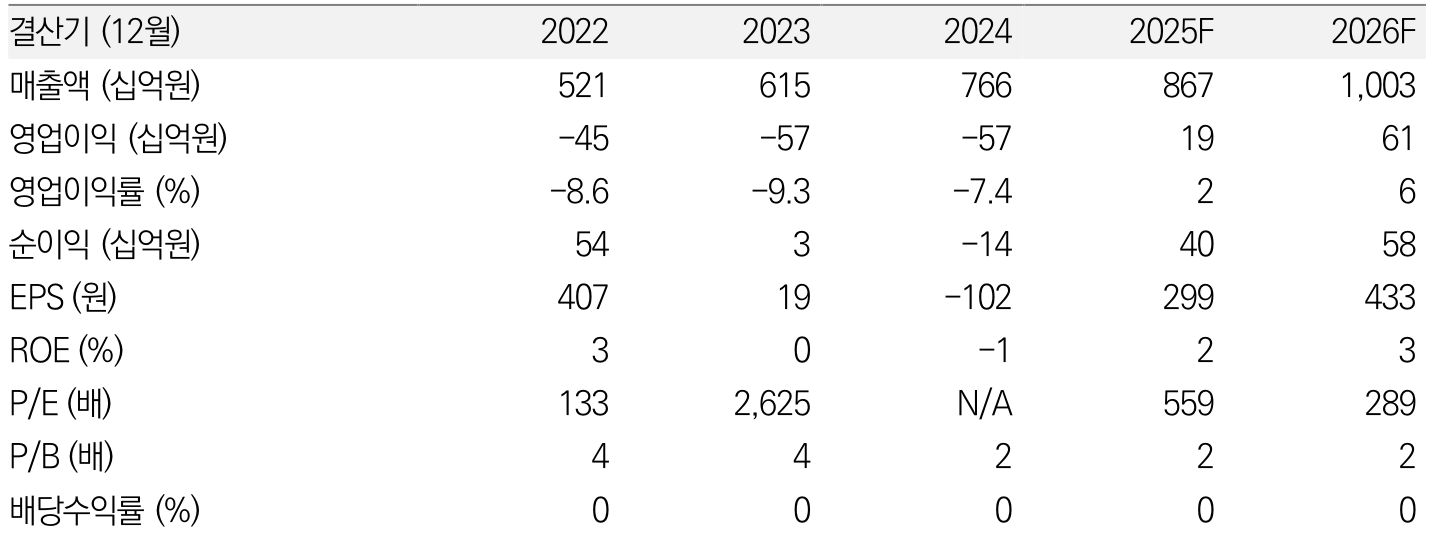 결산기 (12월) 2022 2023 2024 2025F 2026F
매출액 (십억원) 521 615 766 867 1,003
영업이익 (십억원) -45 -57 -57 19 61
영업이익률 (%) -8.6 -9.3 -7.4 2 6
순이익 (십억원) 54 3 -14 40 58
EPS (원) 407 19 -102 299 433
ROE (%) 3 0 -1 2 3
P/E (배) 133 2,625 N/A 559 289
P/B (배) 4 4 2 2 2
배당수익률 (%) 0 0 0 0 0